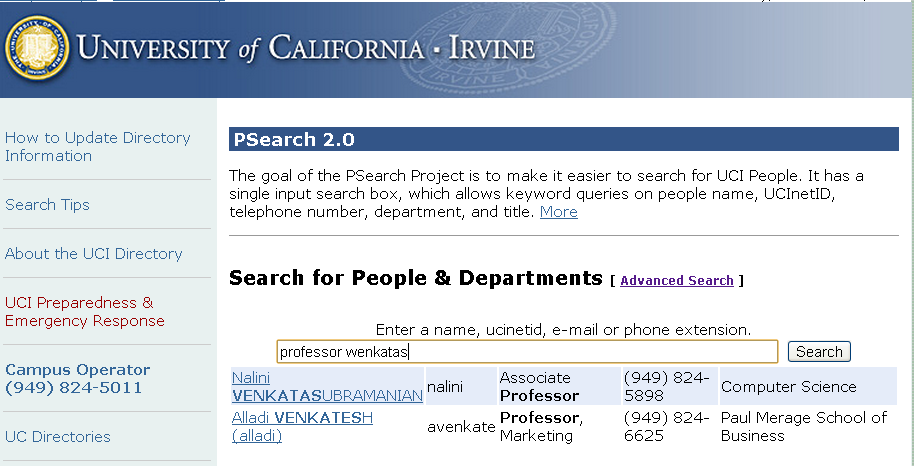 UNIVERSITY of CALIFORNIA · IRVINE
How to Update Directory
Information
Search Tips
About the UCI Directory
UCI Preparedness &
Emergency Response
Campus Operator
(949) 824-5011
UC Directories
PSearch 2.0
The goal of the PSearch Project is to make it easier to search for UCI People. It has a
single input search box, which allows keyword queries on people name, UCInetID,
telephone number, department, and title. More
Search for People & Departments [ Advanced Search ]
Enter a name, ucinetid, e-mail or phone extension.
professor wenkatas Search
Nalini
VENKATASUBRAMANIAN nalini Associate
Professor (949) 824-
5898 Computer Science
Alladi VENKATESH
(alladi) avenkate Professor,
Marketing (949) 824-
6625 Paul Merage School of
Business